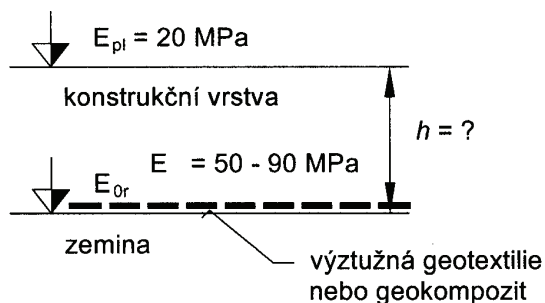 E_pl = 20 MPa
konstrukční vrstva
h = ?
E = 50 - 90 MPa
E_0r
zemina
výztužná geotextilie
nebo geokompozit